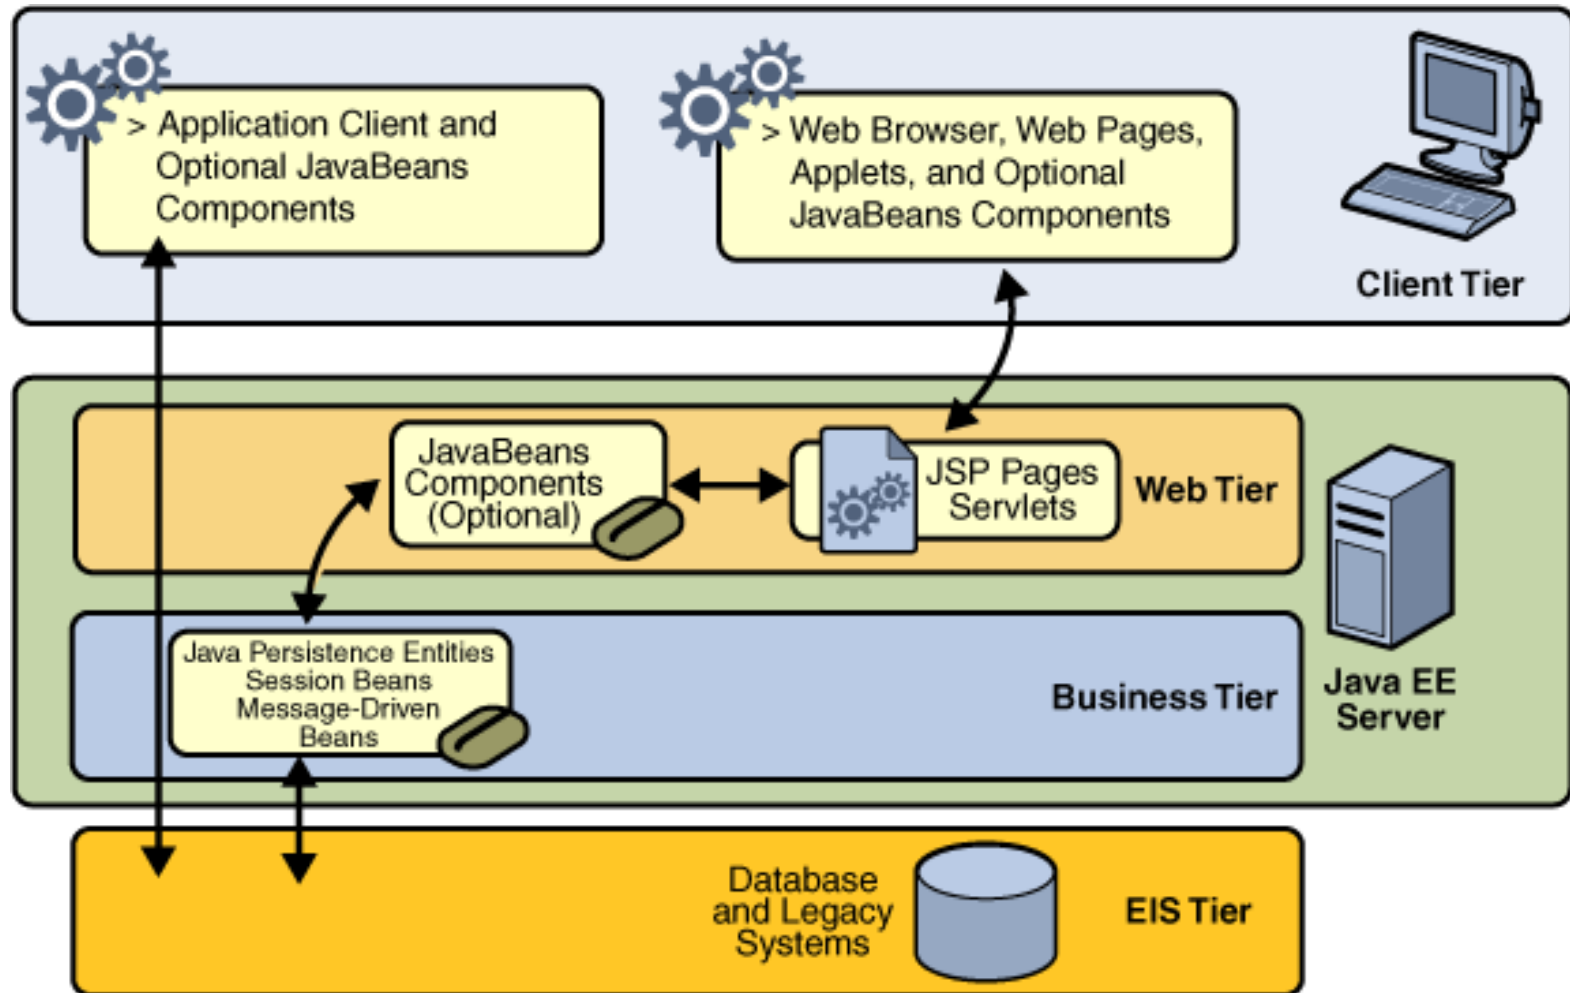 > Application Client and
Optional JavaBeans
Components
> Web Browser, Web Pages,
Applets, and Optional
JavaBeans Components
Client Tier
JavaBeans
Components
(Optional)
JSP Pages
Servlets
Web Tier
Java Persistence Entities
Session Beans
Message-Driven
Beans
Business Tier
Java EE
Server
Database
and Legacy
Systems
EIS Tier